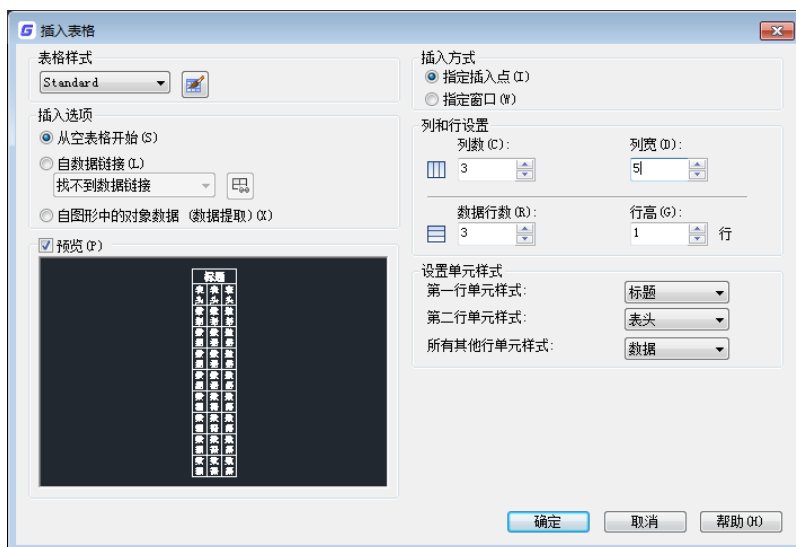 插入表格
表格样式
Standard
插入选项
从空表格开始(S)
自数据链接(L)
找不到数据链接
自图形中的对象数据 (数据提取)(X)
预览(P)
标题
表头 表头 表头
插入方式
指定插入点(I)
指定窗口(W)
列和行设置
列数(C): 列宽(D):
3 5
数据行数(R): 行高(G):
3 1 行
设置单元样式
第一行单元样式: 标题
第二行单元样式: 表头
所有其他行单元样式: 数据
确定 取消 帮助(H)